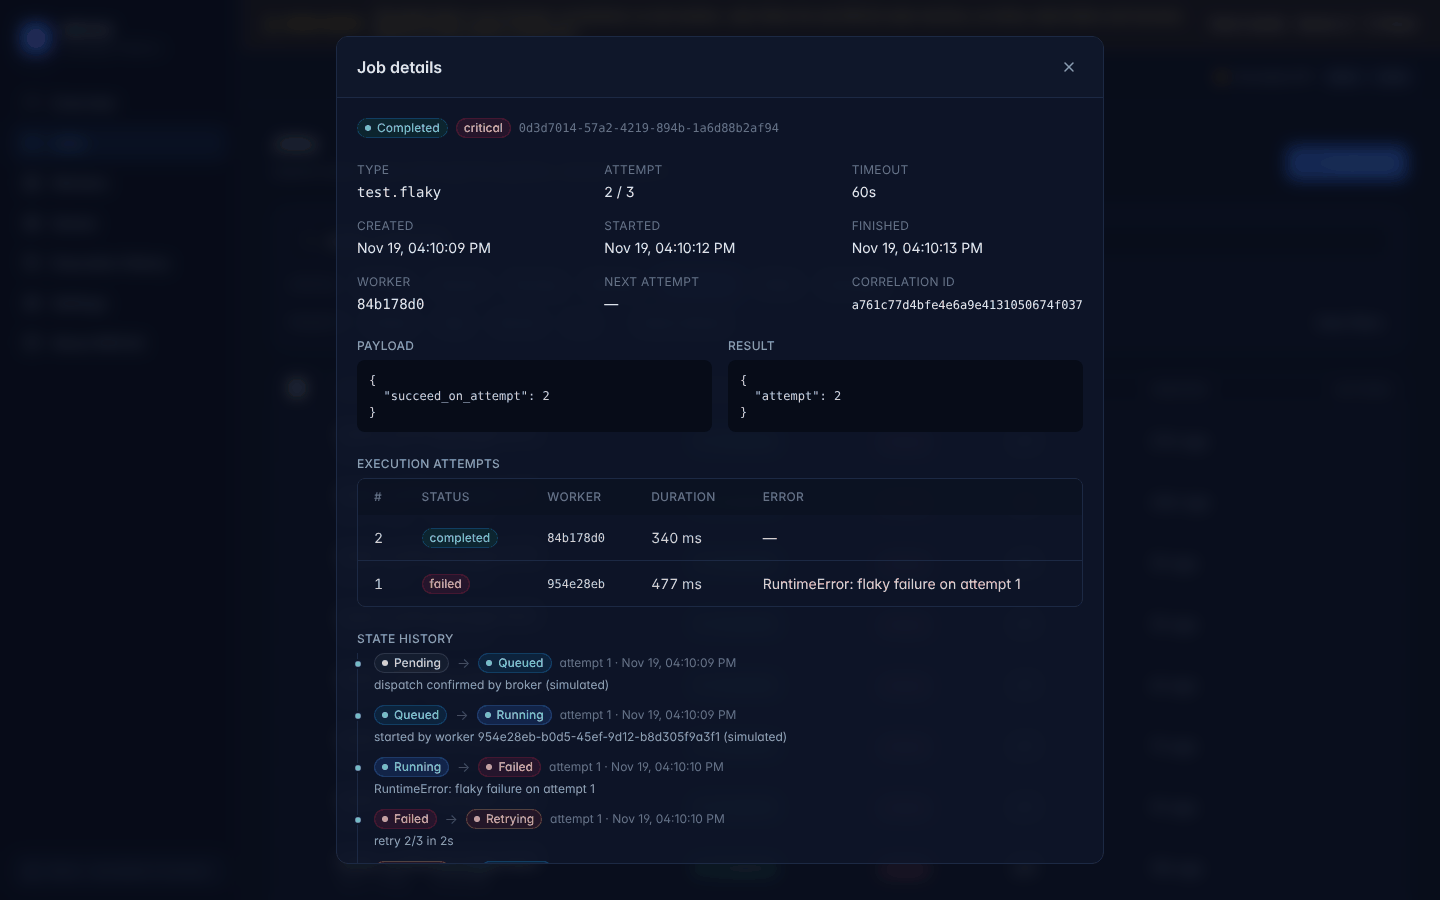 Job details
Completed critical 0d3d7014-57a2-4219-894b-1a6d88b2af94
TYPE ATTEMPT TIMEOUT
test.flaky 2 / 3 60s
CREATED STARTED FINISHED
Nov 19, 04:10:09 PM Nov 19, 04:10:12 PM Nov 19, 04:10:13 PM
WORKER NEXT ATTEMPT CORRELATION ID
84b178d0 — a761c77d4bfe4e6a9e4131050674f037
PAYLOAD RESULT
{ {
"succeed_on_attempt": 2 "attempt": 2
} }
EXECUTION ATTEMPTS
# STATUS WORKER DURATION ERROR
2 completed 84b178d0 340 ms —
1 failed 954e28eb 477 ms RuntimeError: flaky failure on attempt 1
STATE HISTORY
Pending → Queued attempt 1 · Nov 19, 04:10:09 PM
dispatch confirmed by broker (simulated)
Queued → Running attempt 1 · Nov 19, 04:10:09 PM
started by worker 954e28eb-b0d5-45ef-9d12-b8d305f9a3f1 (simulated)
Running → Failed attempt 1 · Nov 19, 04:10:10 PM
RuntimeError: flaky failure on attempt 1
Failed → Retrying attempt 1 · Nov 19, 04:10:10 PM
retry 2/3 in 2s